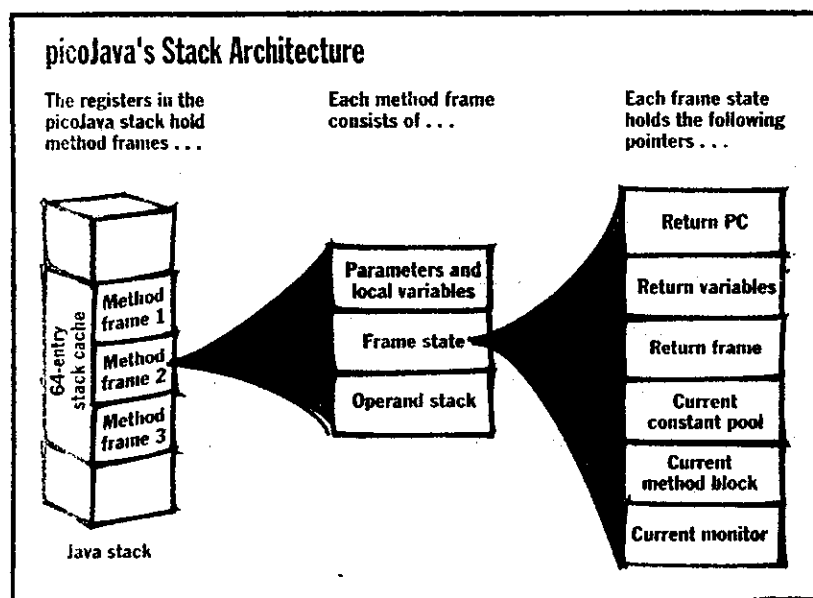 picoJava's Stack Architecture
The registers in the
picoJava stack hold
method frames ...
Each method frame
consists of ...
Each frame state
holds the following
pointers ...
64-entry
stack cache
Method
frame 1
Method
frame 2
Method
frame 3
Java stack
Parameters and
local variables
Frame state
Operand stack
Return PC
Return variables
Return frame
Current
constant pool
Current
method block
Current monitor